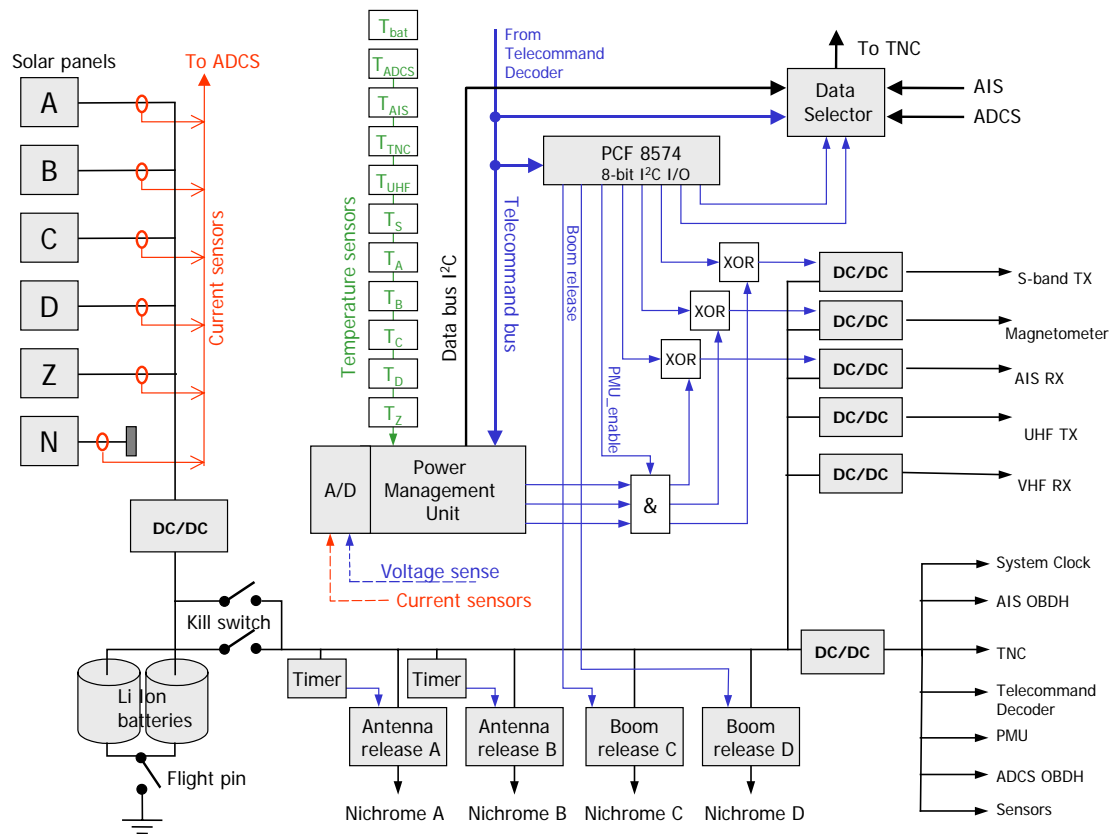 Solar panels
To ADCS
A
B
C
D
Z
N
Current sensors
T_bat
T_ADCS
T_AIS
T_TNC
T_UHF
T_S
T_A
T_B
T_C
T_D
T_Z
Temperature sensors
From
Telecommand
Decoder
To TNC
Data
Selector
AIS
ADCS
PCF 8574
8-bit I²C I/O
Data bus I²C
Telecommand bus
Boom release
PMU_enable
XOR
XOR
XOR
&
DC/DC
S-band TX
DC/DC
Magnetometer
DC/DC
AIS RX
DC/DC
UHF TX
DC/DC
VHF RX
A/D
Power
Management
Unit
Voltage sense
Current sensors
DC/DC
Kill switch
Li Ion
batteries
Flight pin
Timer
Timer
Antenna
release A
Antenna
release B
Boom
release C
Boom
release D
Nichrome A
Nichrome B
Nichrome C
Nichrome D
DC/DC
System Clock
AIS OBDH
TNC
Telecommand
Decoder
PMU
ADCS OBDH
Sensors